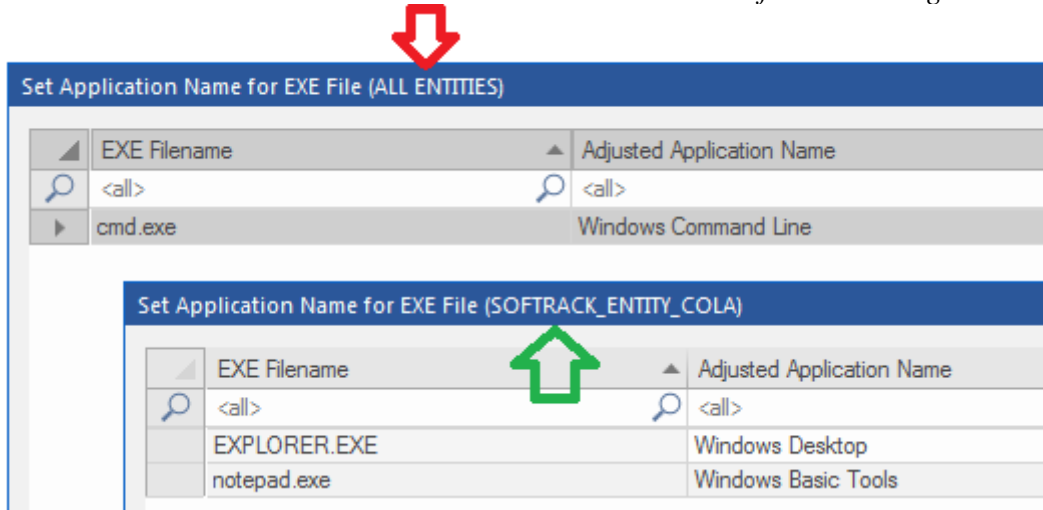 Set Application Name for EXE File (ALL ENTITIES)
EXE Filename Adjusted Application Name
<all> <all>
cmd.exe Windows Command Line
Set Application Name for EXE File (SOFTRACK_ENTITY_COLA)
EXE Filename Adjusted Application Name
<all> <all>
EXPLORER.EXE Windows Desktop
notepad.exe Windows Basic Tools